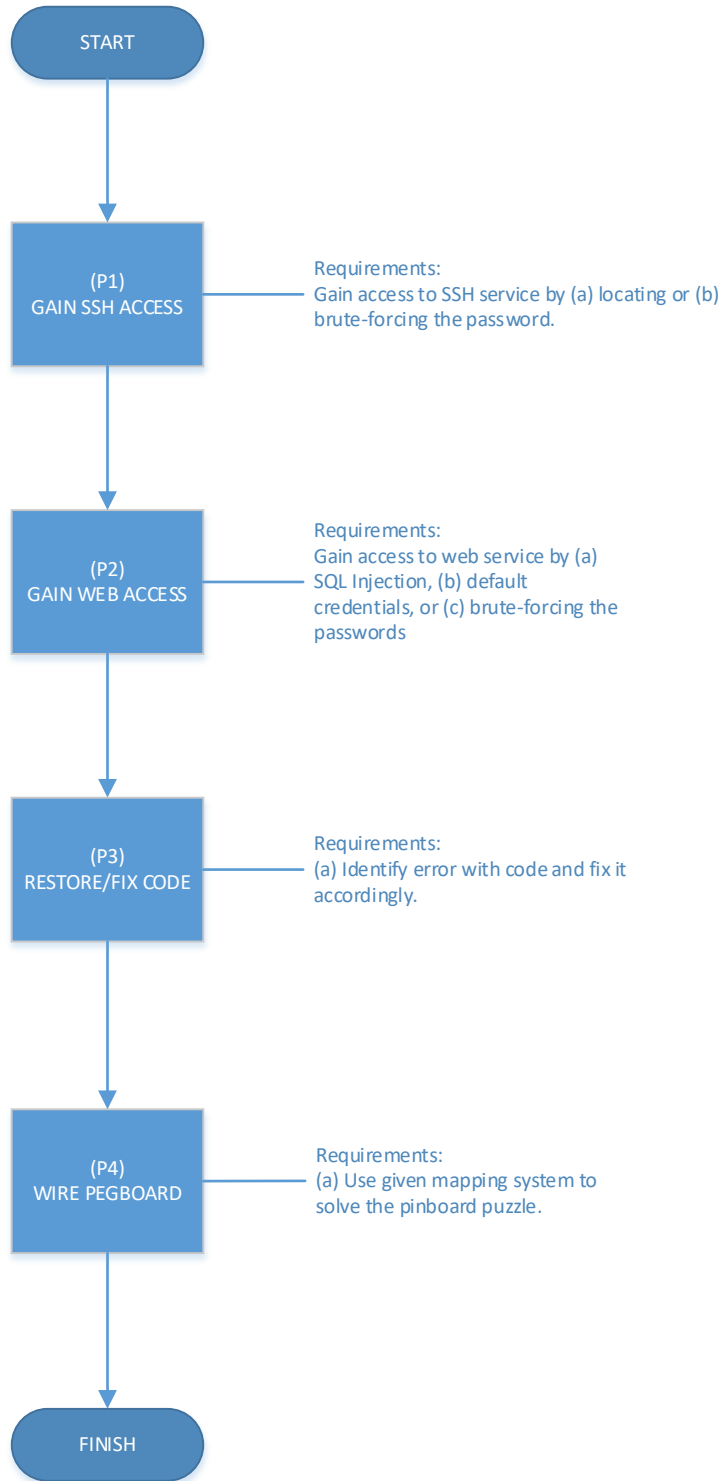 START
(P1)
GAIN SSH ACCESS
Requirements:
Gain access to SSH service by (a) locating or (b)
brute-forcing the password.
(P2)
GAIN WEB ACCESS
Requirements:
Gain access to web service by (a)
SQL Injection, (b) default
credentials, or (c) brute-forcing the
passwords
(P3)
RESTORE/FIX CODE
Requirements:
(a) Identify error with code and fix it
accordingly.
(P4)
WIRE PEGBOARD
Requirements:
(a) Use given mapping system to
solve the pinboard puzzle.
FINISH